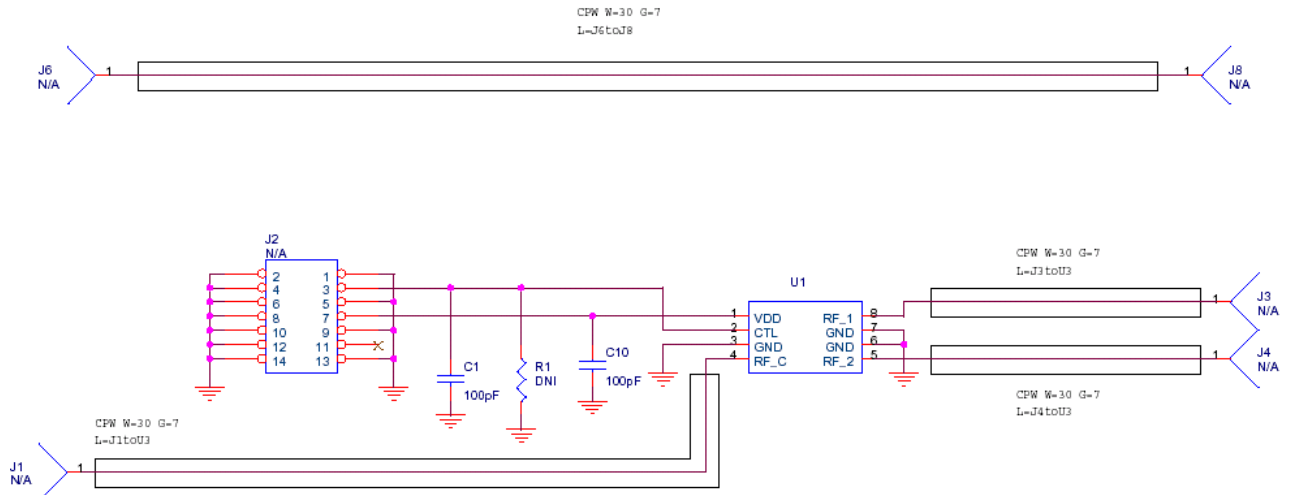 CPW W=30 G=7
L=J6toJ8
J6
N/A
1
1
J8
N/A
J2
N/A
2 1
4 3
6 5
8 7
10 9
12 11
14 13
C1
100pF
R1
DNI
C10
100pF
U1
1 VDD RF_1 8
2 CTL GND 7
3 GND GND 6
4 RF_C RF_2 5
CPW W=30 G=7
L=J3toU3
1
J3
N/A
1
J4
N/A
CPW W=30 G=7
L=J4toU3
CPW W=30 G=7
L=J1toU3
J1
N/A
1